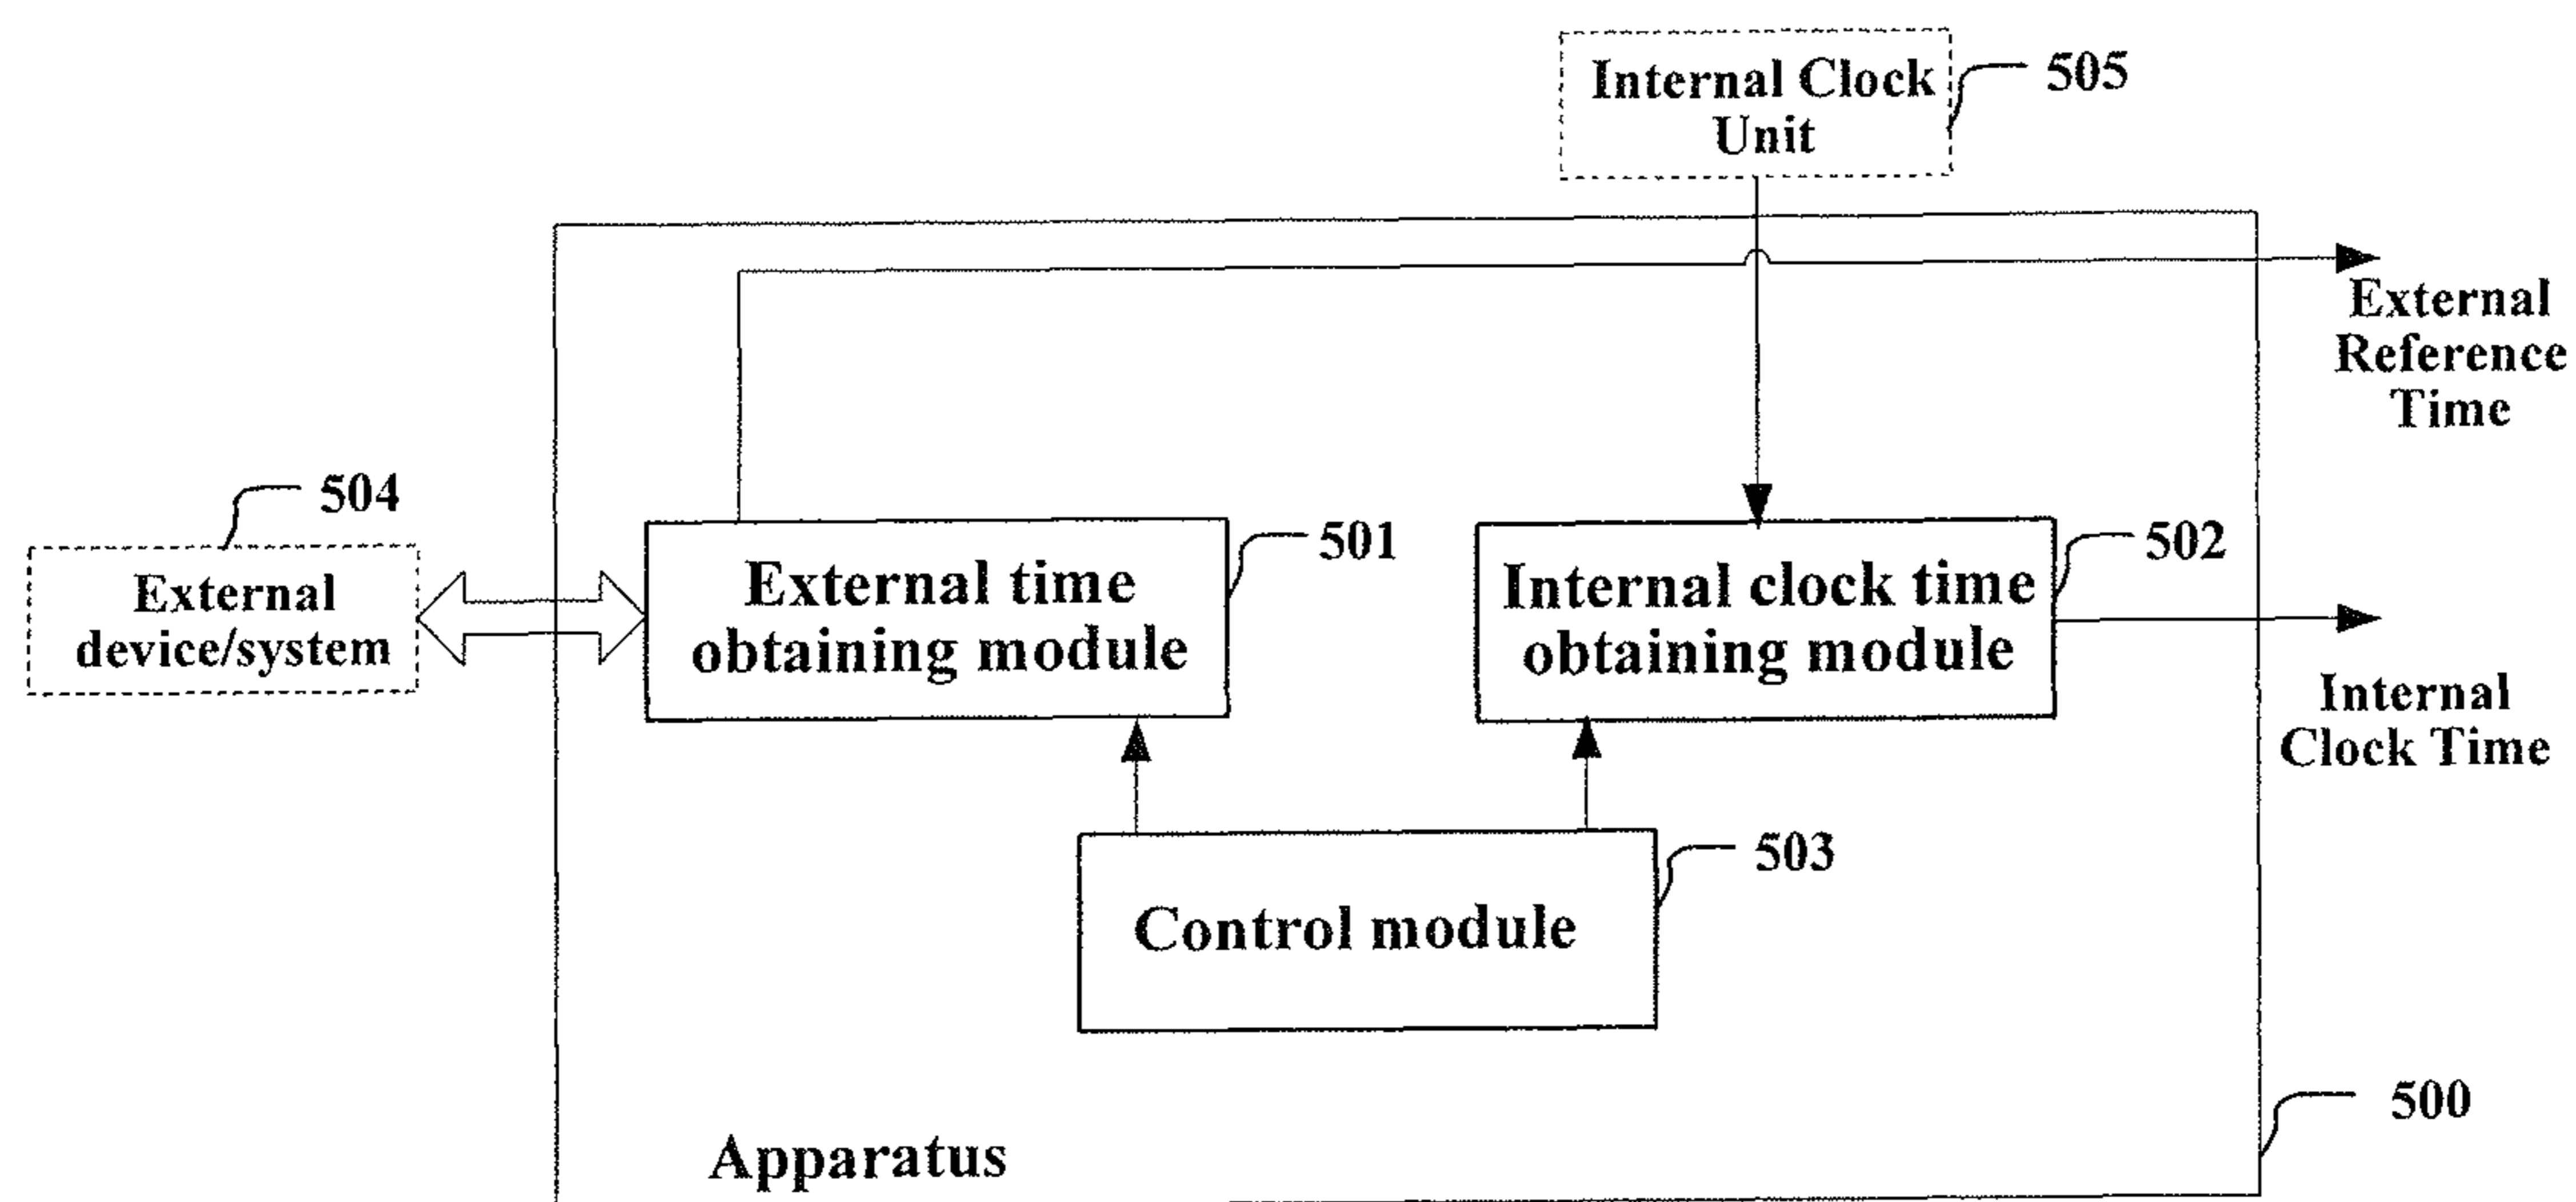 Internal Clock
Unit
505
External
Reference
Time
504
External
device/system
External time
obtaining module
501
Internal clock time
obtaining module
502
Internal
Clock Time
Control module
503
500
Apparatus